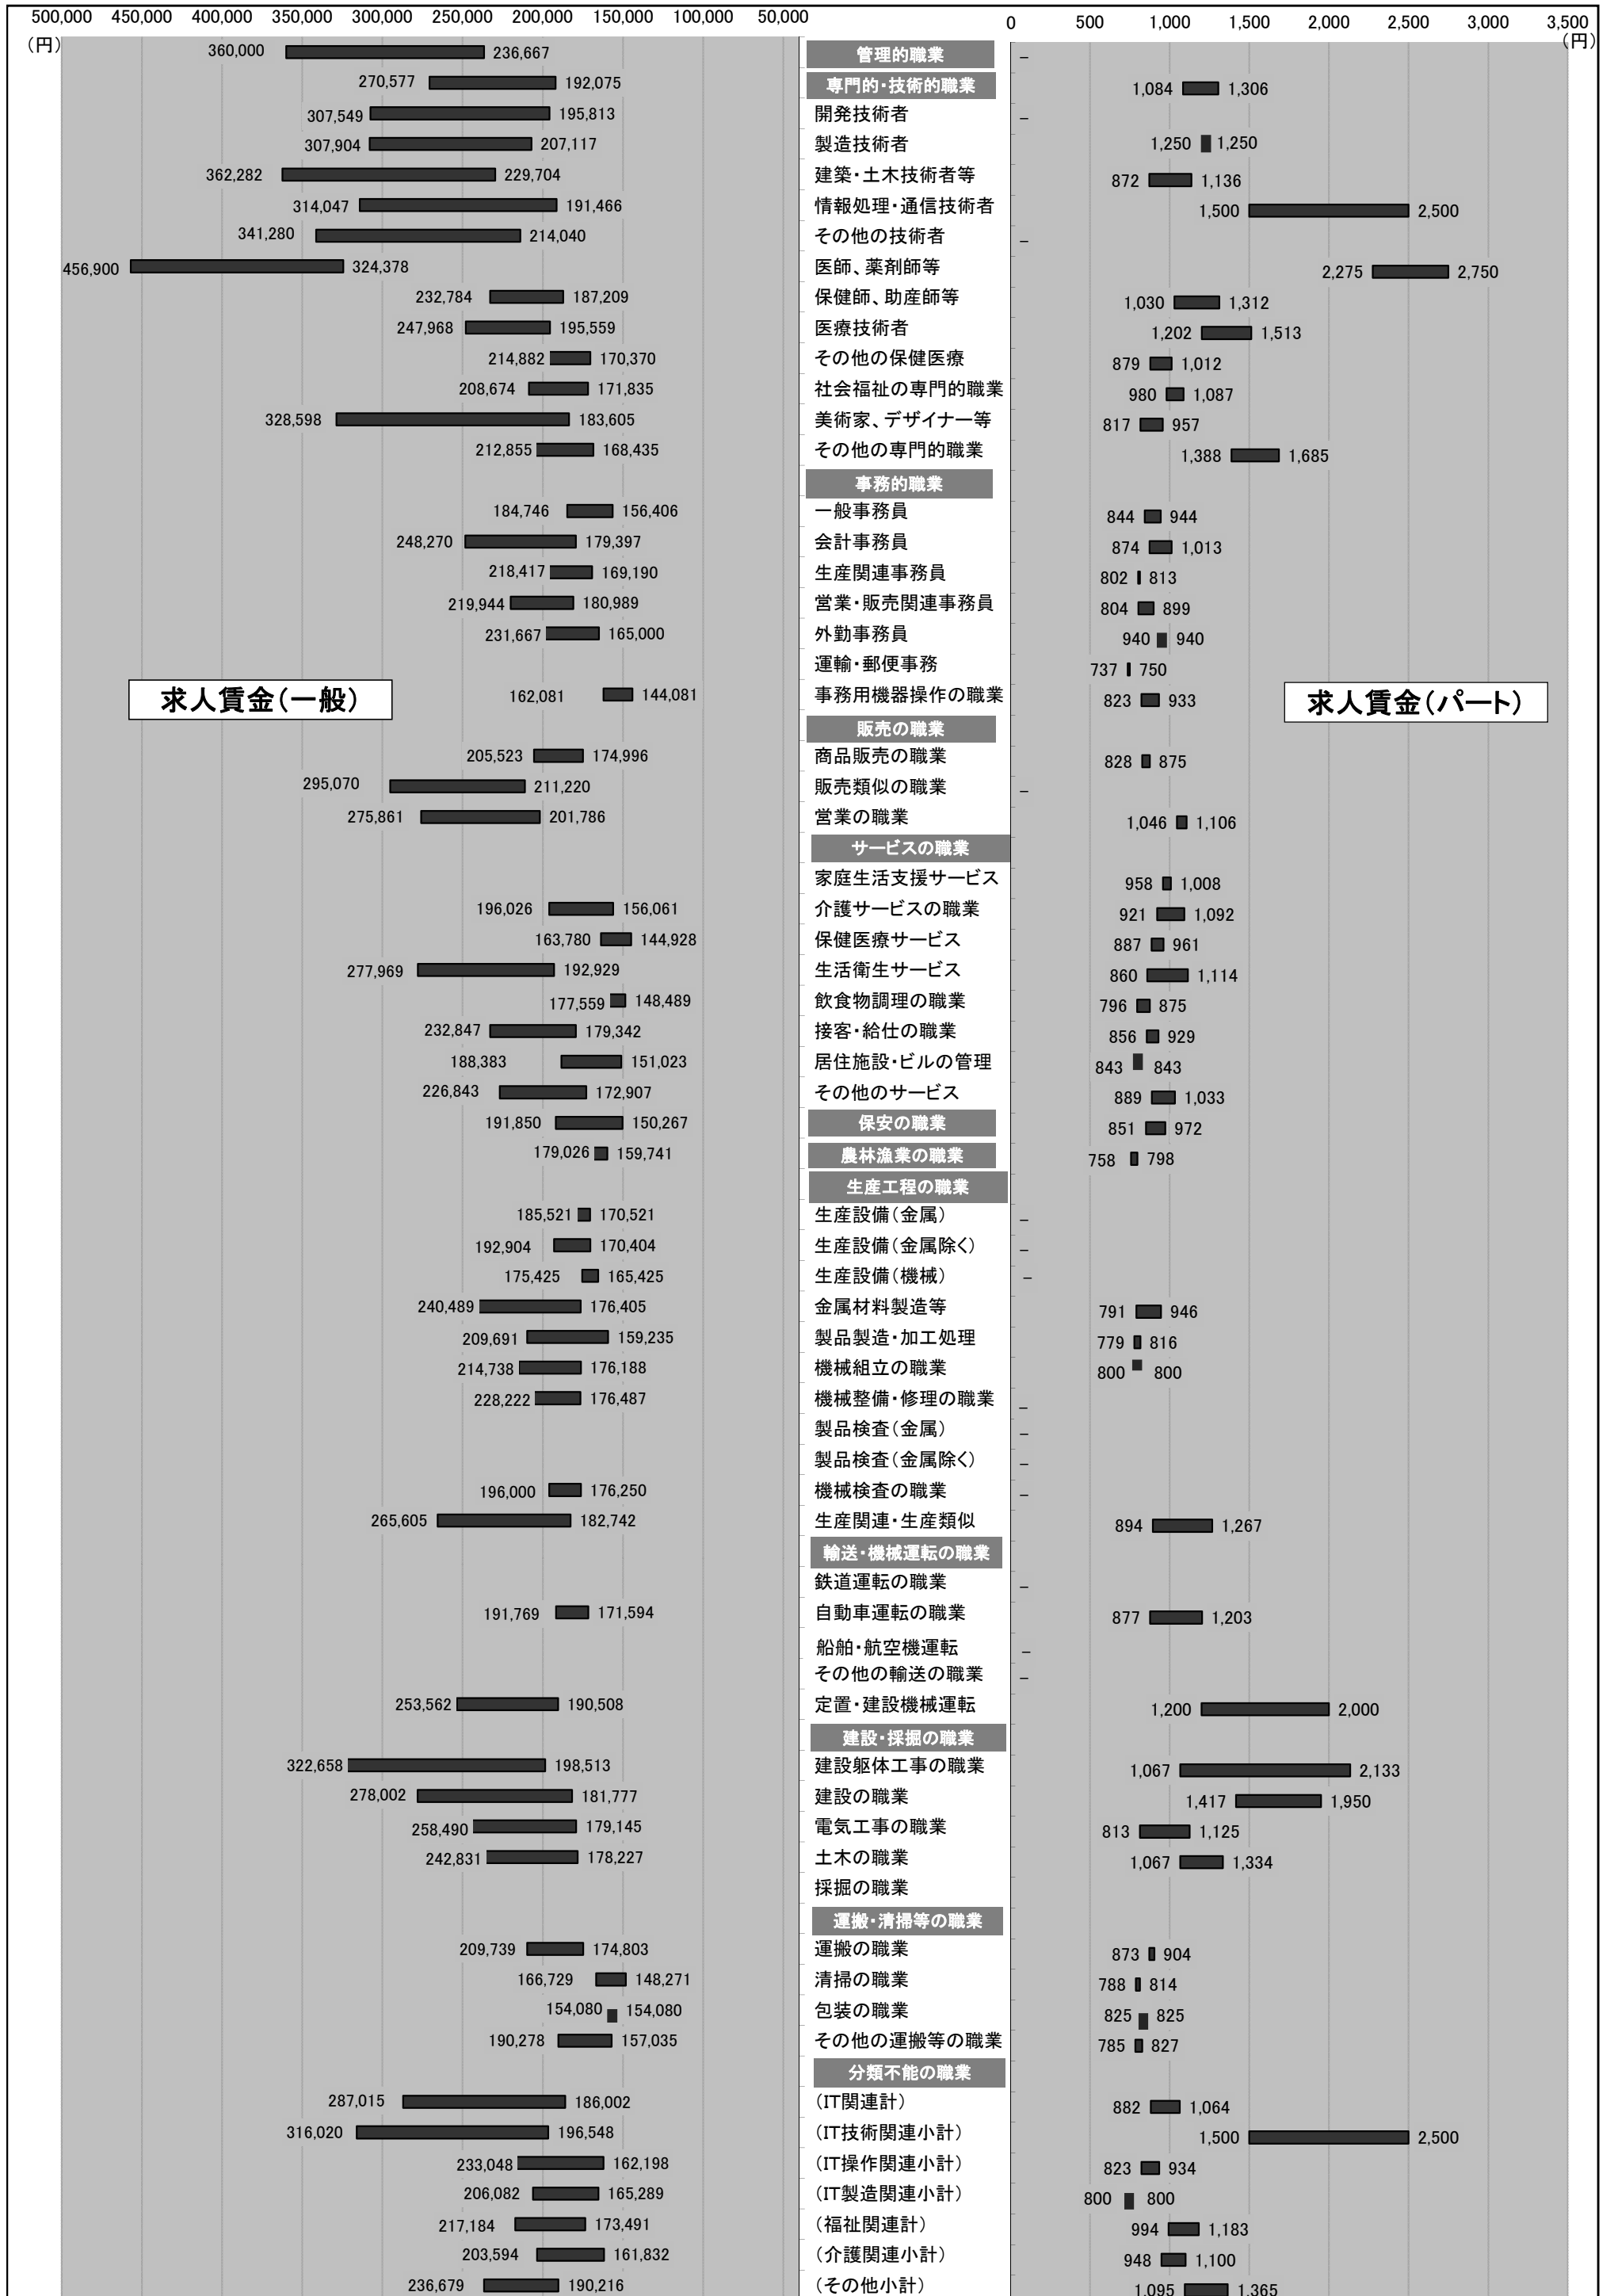 500,000 450,000 400,000 350,000 300,000 250,000 200,000 150,000 100,000 50,000 0 500 1,000 1,500 2,000 2,500 3,000 3,500
(円) (円)
360,000 236,667 管理的職業 –
270,577 192,075 専門的・技術的職業 1,084 1,306
307,549 195,813 開発技術者 –
307,904 207,117 製造技術者 1,250 1,250
362,282 229,704 建築・土木技術者等 872 1,136
314,047 191,466 情報処理・通信技術者 1,500 2,500
341,280 214,040 その他の技術者 –
456,900 324,378 医師、薬剤師等 2,275 2,750
232,784 187,209 保健師、助産師等 1,030 1,312
247,968 195,559 医療技術者 1,202 1,513
214,882 170,370 その他の保健医療 879 1,012
208,674 171,835 社会福祉の専門的職業 980 1,087
328,598 183,605 美術家、デザイナー等 817 957
212,855 168,435 その他の専門的職業 1,388 1,685
事務的職業
184,746 156,406 一般事務員 844 944
248,270 179,397 会計事務員 874 1,013
218,417 169,190 生産関連事務員 802 813
219,944 180,989 営業・販売関連事務員 804 899
231,667 165,000 外勤事務員 940 940
運輸・郵便事務 737 750
求人賃金(一般) 162,081 144,081 事務用機器操作の職業 823 933 求人賃金(パート)
販売の職業
205,523 174,996 商品販売の職業 828 875
295,070 211,220 販売類似の職業 –
275,861 201,786 営業の職業 1,046 1,106
サービスの職業
家庭生活支援サービス 958 1,008
196,026 156,061 介護サービスの職業 921 1,092
163,780 144,928 保健医療サービス 887 961
277,969 192,929 生活衛生サービス 860 1,114
177,559 148,489 飲食物調理の職業 796 875
232,847 179,342 接客・給仕の職業 856 929
188,383 151,023 居住施設・ビルの管理 843 843
226,843 172,907 その他のサービス 889 1,033
191,850 150,267 保安の職業 851 972
179,026 159,741 農林漁業の職業 758 798
生産工程の職業
185,521 170,521 生産設備(金属) –
192,904 170,404 生産設備(金属除く) –
175,425 165,425 生産設備(機械) –
240,489 176,405 金属材料製造等 791 946
209,691 159,235 製品製造・加工処理 779 816
214,738 176,188 機械組立の職業 800 800
228,222 176,487 機械整備・修理の職業 –
製品検査(金属) –
製品検査(金属除く) –
196,000 176,250 機械検査の職業 –
265,605 182,742 生産関連・生産類似 894 1,267
輸送・機械運転の職業
鉄道運転の職業 –
191,769 171,594 自動車運転の職業 877 1,203
船舶・航空機運転 –
その他の輸送の職業 –
253,562 190,508 定置・建設機械運転 1,200 2,000
建設・採掘の職業
322,658 198,513 建設躯体工事の職業 1,067 2,133
278,002 181,777 建設の職業 1,417 1,950
258,490 179,145 電気工事の職業 813 1,125
242,831 178,227 土木の職業 1,067 1,334
採掘の職業
運搬・清掃等の職業
209,739 174,803 運搬の職業 873 904
166,729 148,271 清掃の職業 788 814
154,080 154,080 包装の職業 825 825
190,278 157,035 その他の運搬等の職業 785 827
分類不能の職業
287,015 186,002 (IT関連計) 882 1,064
316,020 196,548 (IT技術関連小計) 1,500 2,500
233,048 162,198 (IT操作関連小計) 823 934
206,082 165,289 (IT製造関連小計) 800 800
217,184 173,491 (福祉関連計) 994 1,183
203,594 161,832 (介護関連小計) 948 1,100
236,679 190,216 (その他小計) 1,095 1,365